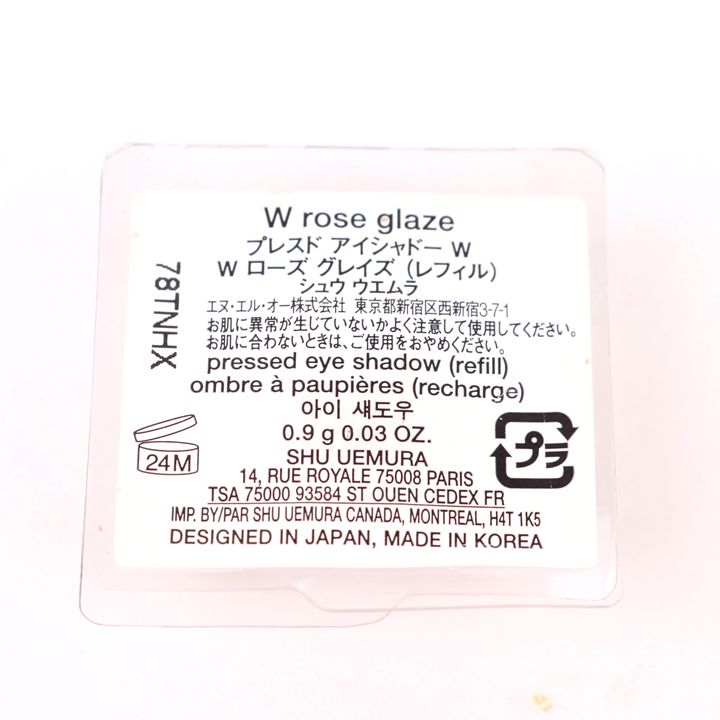 W rose glaze
プレスド アイシャドー W
W ローズ グレイズ (レフィル)
シュウ ウエムラ
エヌ・エル・オー株式会社 東京都新宿区西新宿3-7-1
お肌に異常が生じていないかよく注意して使用してください。
お肌に合わないときは、ご使用をおやめください。
pressed eye shadow (refill)
ombre à paupières (recharge)
아이 섀도우
0.9 g 0.03 OZ.
SHU UEMURA
14, RUE ROYALE 75008 PARIS
TSA 75000 93584 ST OUEN CEDEX FR
IMP. BY/PAR SHU UEMURA CANADA, MONTREAL, H4T 1K5
DESIGNED IN JAPAN, MADE IN KOREA
78TNHX
24M
プラ